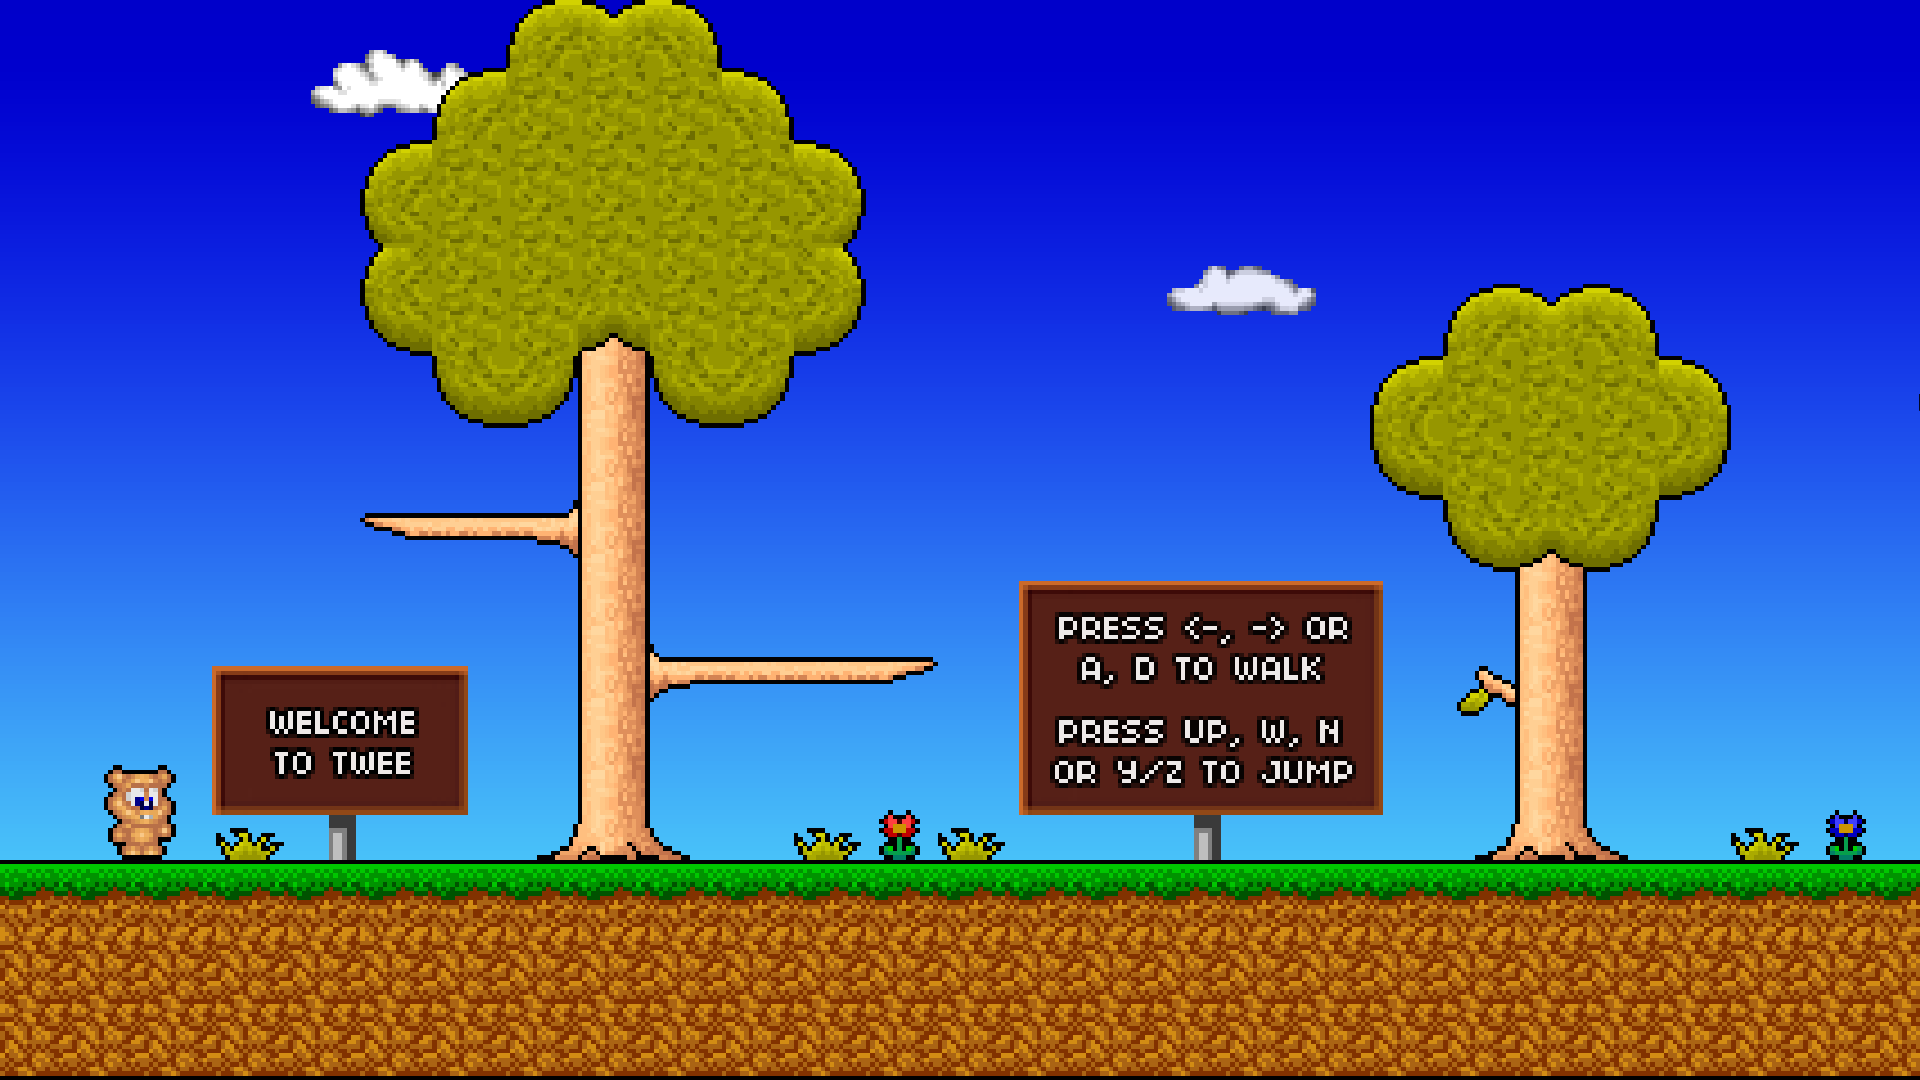 WELCOME
TO TWEE
PRESS <-, -> OR
A, D TO WALK
PRESS UP, W, N
OR Y/Z TO JUMP